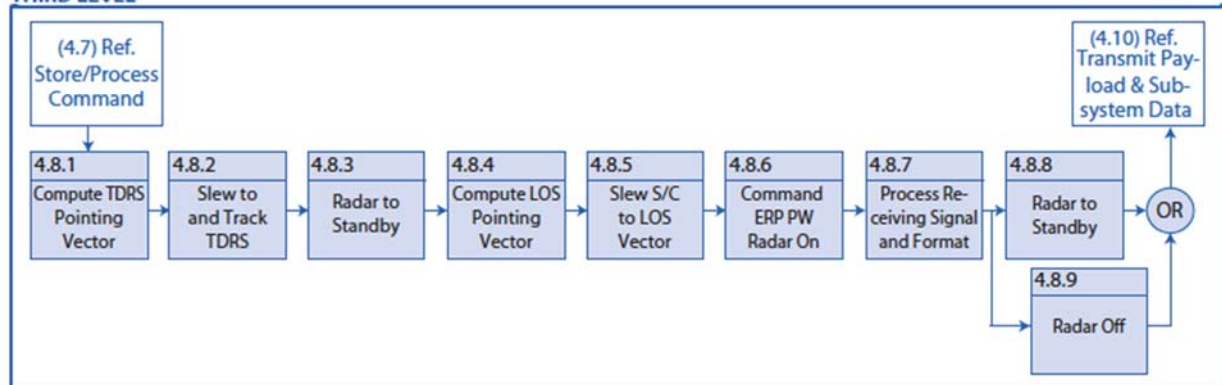 (4.7) Ref.
Store/Process
Command
(4.10) Ref.
Transmit Pay-
load & Sub-
system Data
4.8.1
Compute TDRS
Pointing
Vector
4.8.2
Slew to
and Track
TDRS
4.8.3
Radar to
Standby
4.8.4
Compute LOS
Pointing
Vector
4.8.5
Slew S/C
to LOS
Vector
4.8.6
Command
ERP PW
Radar On
4.8.7
Process Re-
ceiving Signal
and Format
4.8.8
Radar to
Standby
OR
4.8.9
Radar Off